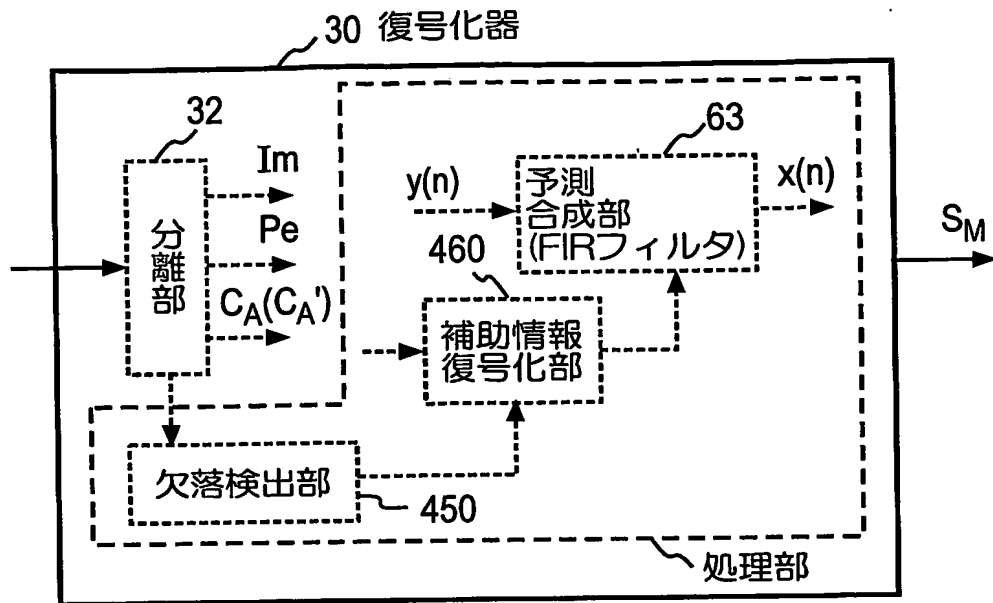 30 復号化器
32
63
Im
y(n)
予測
合成部
(FIRフィルタ)
x(n)
Pe
分離部
S_M
460
C_A(C_A')
補助情報
復号化部
欠落検出部
450
処理部